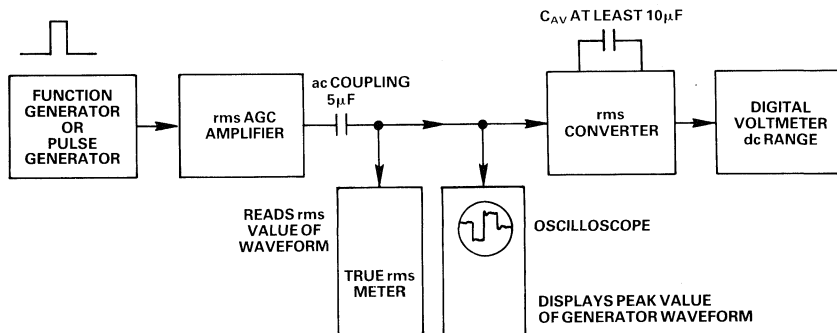 C_AV AT LEAST 10μF
FUNCTION
GENERATOR
OR
PULSE
GENERATOR
rms AGC
AMPLIFIER
ac COUPLING
5μF
rms
CONVERTER
DIGITAL
VOLTMETER
dc RANGE
READS rms
VALUE OF
WAVEFORM
TRUE rms
METER
OSCILLOSCOPE
DISPLAYS PEAK VALUE
OF GENERATOR WAVEFORM